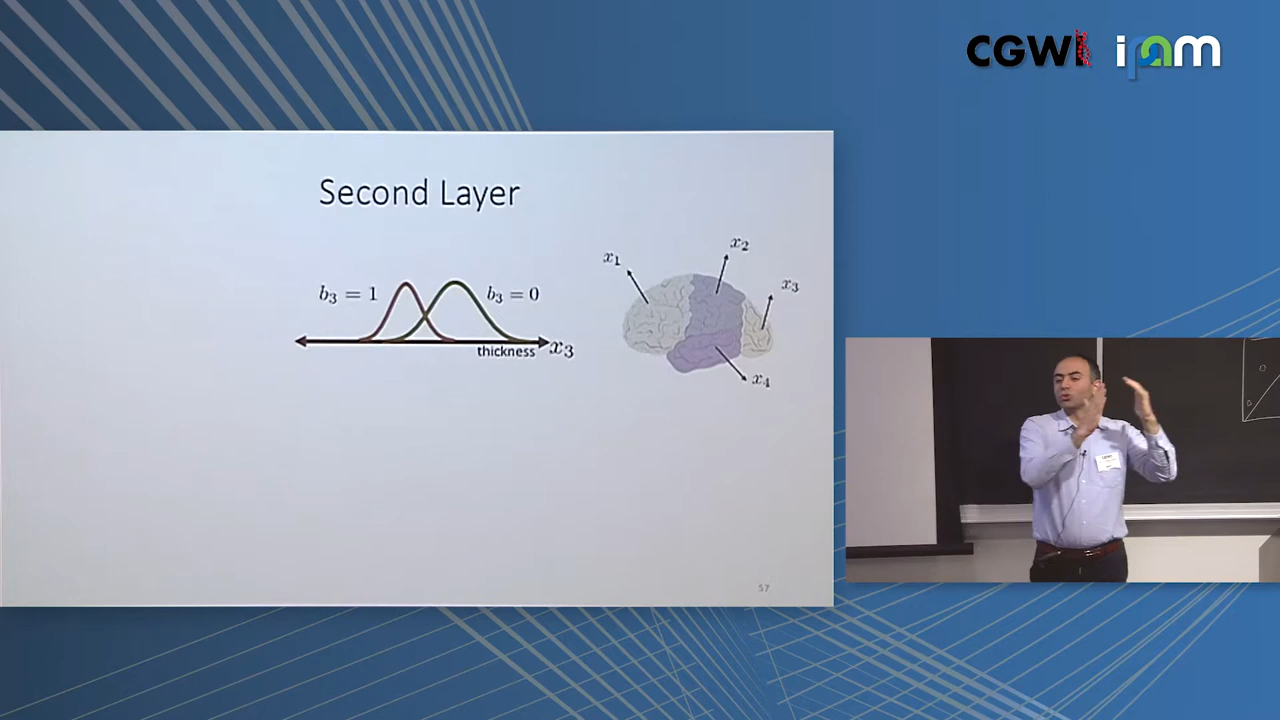 CGWI ipam
Second Layer
x₁
x₂
x₃
x₄
b₃ = 1
b₃ = 0
thickness
x₃
57